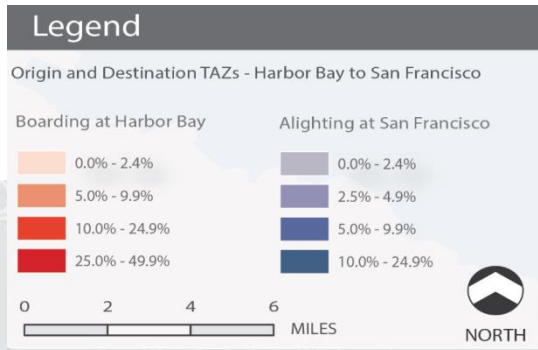 Legend
Origin and Destination TAZs - Harbor Bay to San Francisco
Boarding at Harbor Bay
0.0% - 2.4%
5.0% - 9.9%
10.0% - 24.9%
25.0% - 49.9%
Alighting at San Francisco
0.0% - 2.4%
2.5% - 4.9%
5.0% - 9.9%
10.0% - 24.9%
0 2 4 6
MILES
NORTH